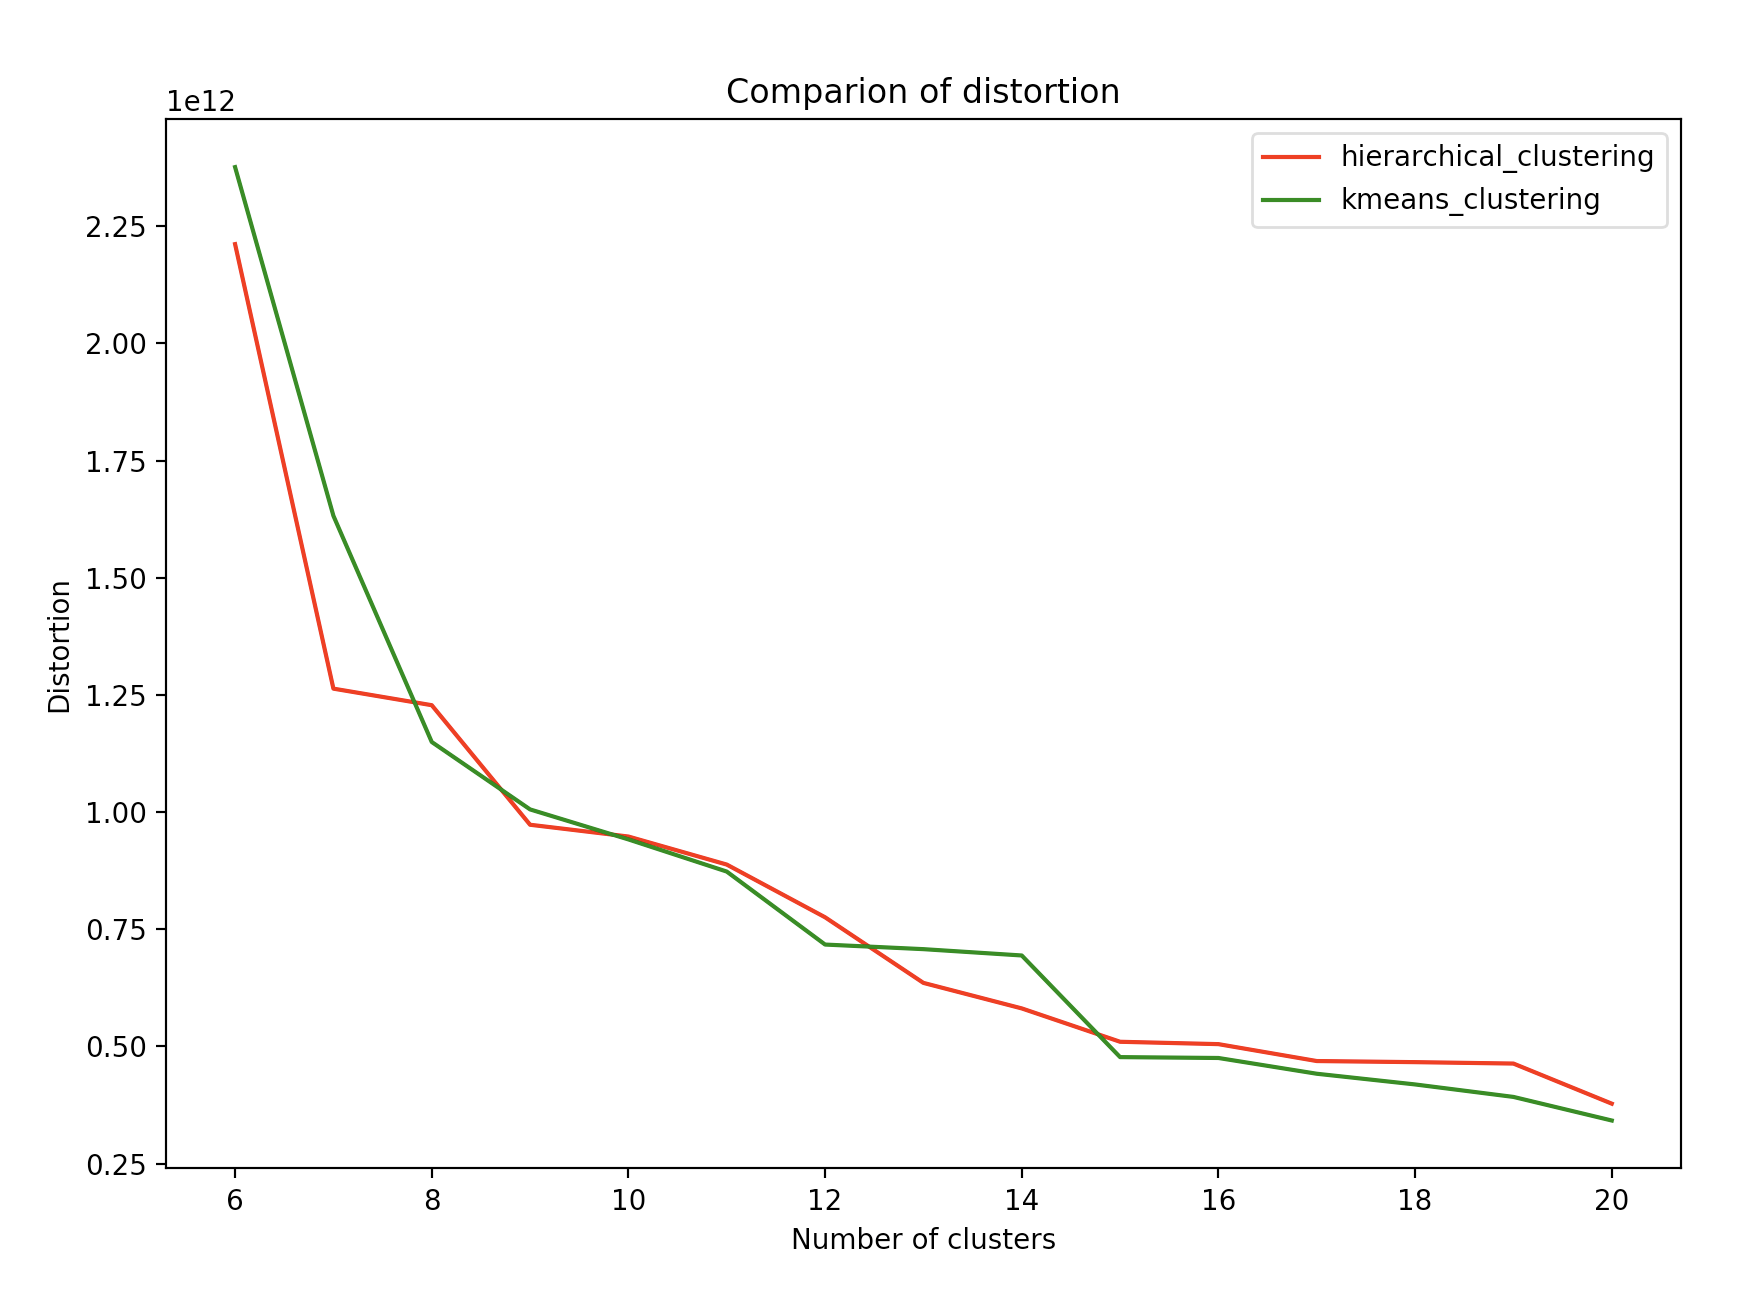 Comparion of distortion
1e12
hierarchical_clustering
kmeans_clustering
2.25
2.00
1.75
1.50
1.25
1.00
0.75
0.50
0.25
Distortion
6 8 10 12 14 16 18 20
Number of clusters